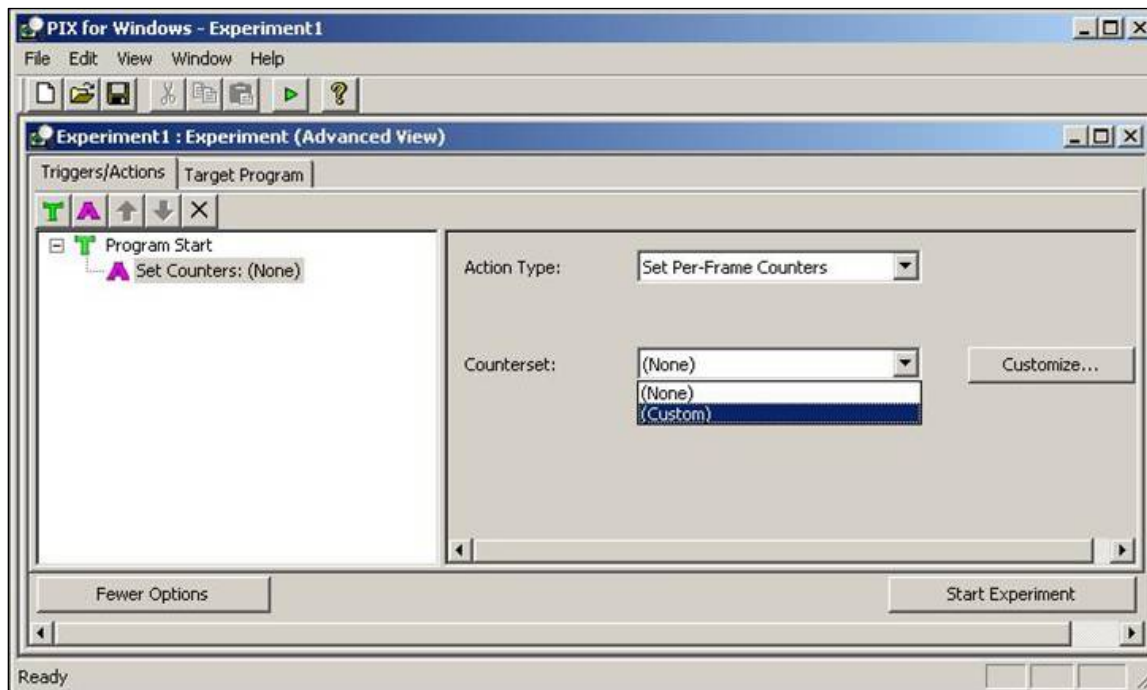 PIX for Windows - Experiment1
File Edit View Window Help
Experiment1 : Experiment (Advanced View)
Triggers/Actions Target Program
Program Start
Set Counters: (None)
Action Type: Set Per-Frame Counters
Counterset: (None) Customize...
(None)
(Custom)
Fewer Options Start Experiment
Ready